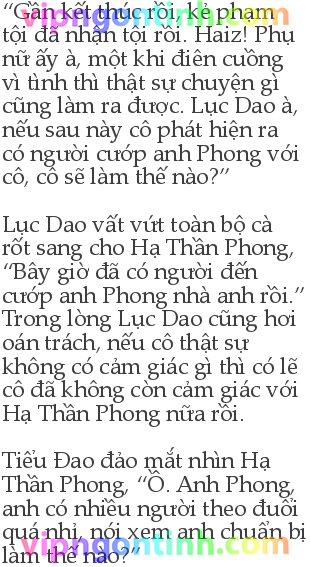 “Gần kết thúc rồi, kẻ phạm
tội đã nhận tội rồi. Haiz! Phụ
nữ ấy à, một khi điên cuồng
vì tình thì thật sự chuyện gì
cũng làm ra được. Lục Dao à,
nếu sau này cô phát hiện ra
có người cướp anh Phong với
cô, cô sẽ làm thế nào?”
Lục Dao vất vứt toàn bộ cà
rốt sang cho Hạ Thần Phong,
“Bây giờ đã có người đến
cướp anh Phong nhà anh rồi.”
Trong lòng Lục Dao cũng hơi
oán trách, nếu cô thật sự
không có cảm giác gì thì có lẽ
cô đã không còn cảm giác với
Hạ Thần Phong nữa rồi.
Tiểu Đao đảo mắt nhìn Hạ
Thần Phong, “Ồ. Anh Phong,
anh có nhiều người theo đuổi
quá nhỉ, nói xem anh chuẩn bị
làm thế nào?”
vipngontinh.com
vipngontinh.com